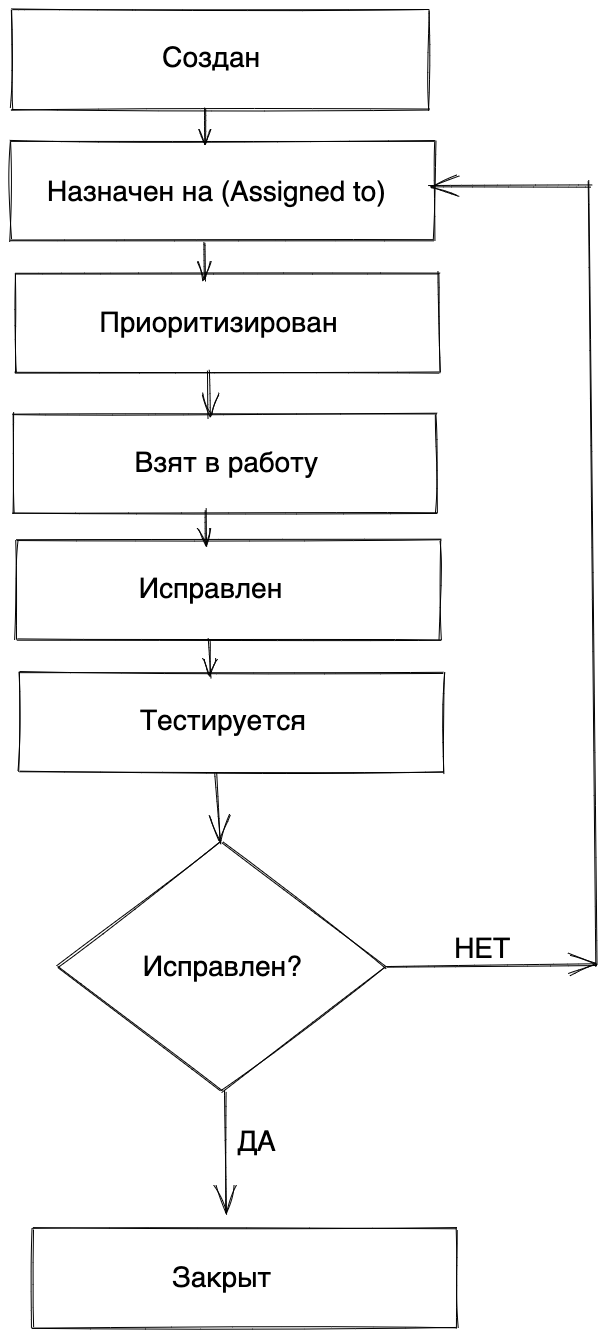 Создан
Назначен на (Assigned to)
Приоритизирован
Взят в работу
Исправлен
Тестируется
Исправлен?
НЕТ
ДА
Закрыт